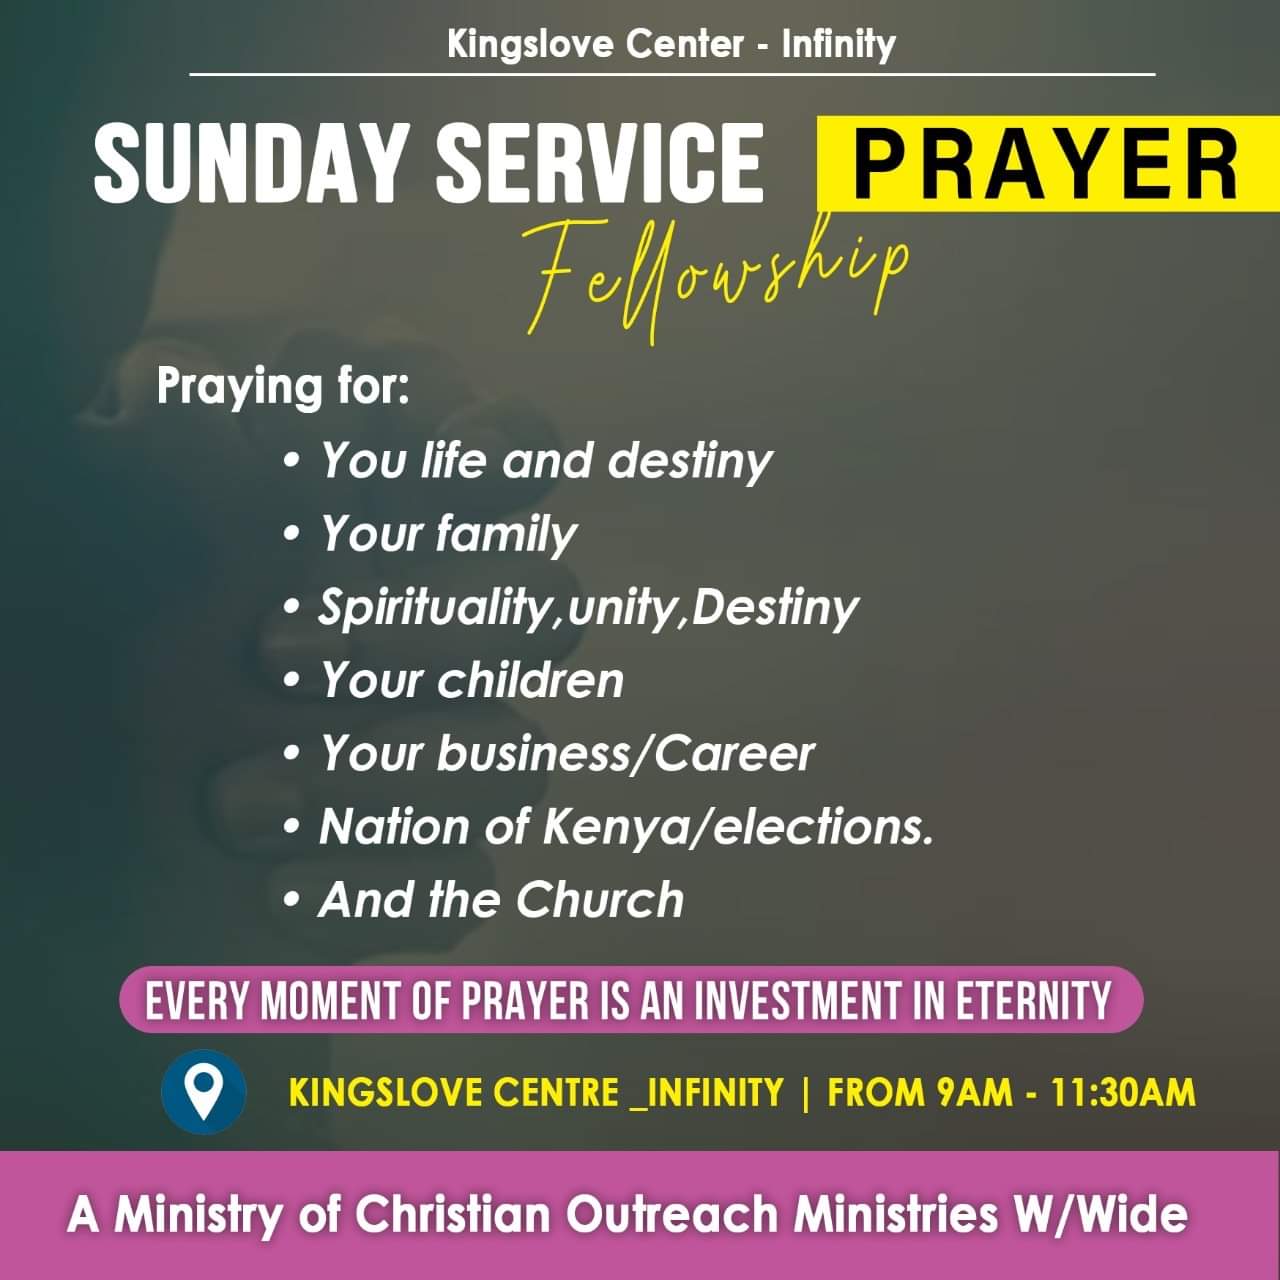 Kingslove Center - Infinity
SUNDAY SERVICE PRAYER
Fellowship
Praying for:
• You life and destiny
• Your family
• Spirituality,unity,Destiny
• Your children
• Your business/Career
• Nation of Kenya/elections.
• And the Church
EVERY MOMENT OF PRAYER IS AN INVESTMENT IN ETERNITY
KINGSLOVE CENTRE _INFINITY | FROM 9AM - 11:30AM
A Ministry of Christian Outreach Ministries W/Wide